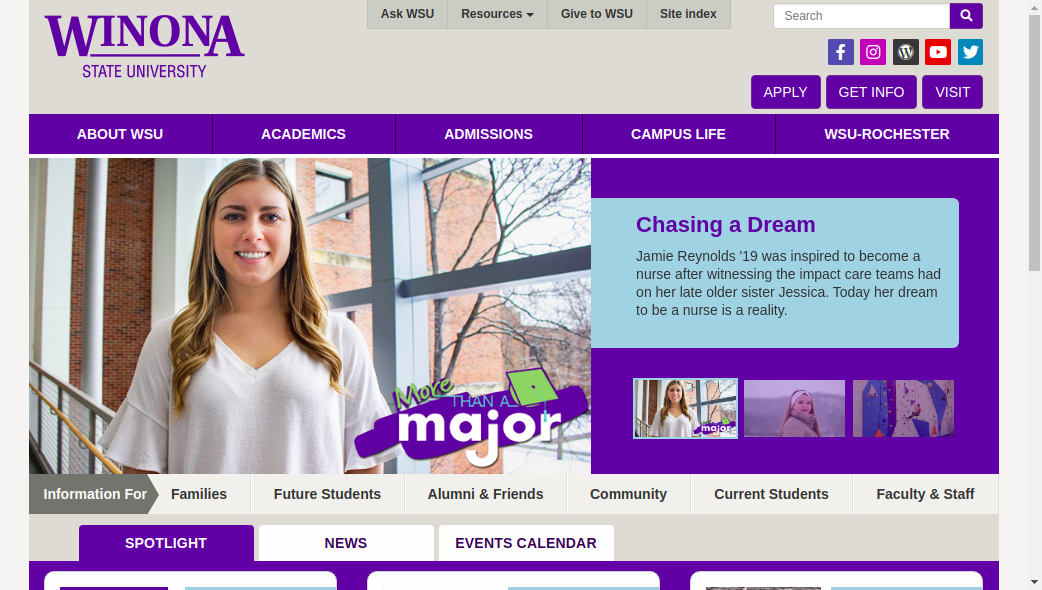 WINONA
STATE UNIVERSITY
Ask WSU
Resources
Give to WSU
Site index
Search
APPLY
GET INFO
VISIT
ABOUT WSU
ACADEMICS
ADMISSIONS
CAMPUS LIFE
WSU-ROCHESTER
More
THAN A
major
Chasing a Dream
Jamie Reynolds '19 was inspired to become a
nurse after witnessing the impact care teams had
on her late older sister Jessica. Today her dream
to be a nurse is a reality.
major
Information For
Families
Future Students
Alumni & Friends
Community
Current Students
Faculty & Staff
SPOTLIGHT
NEWS
EVENTS CALENDAR